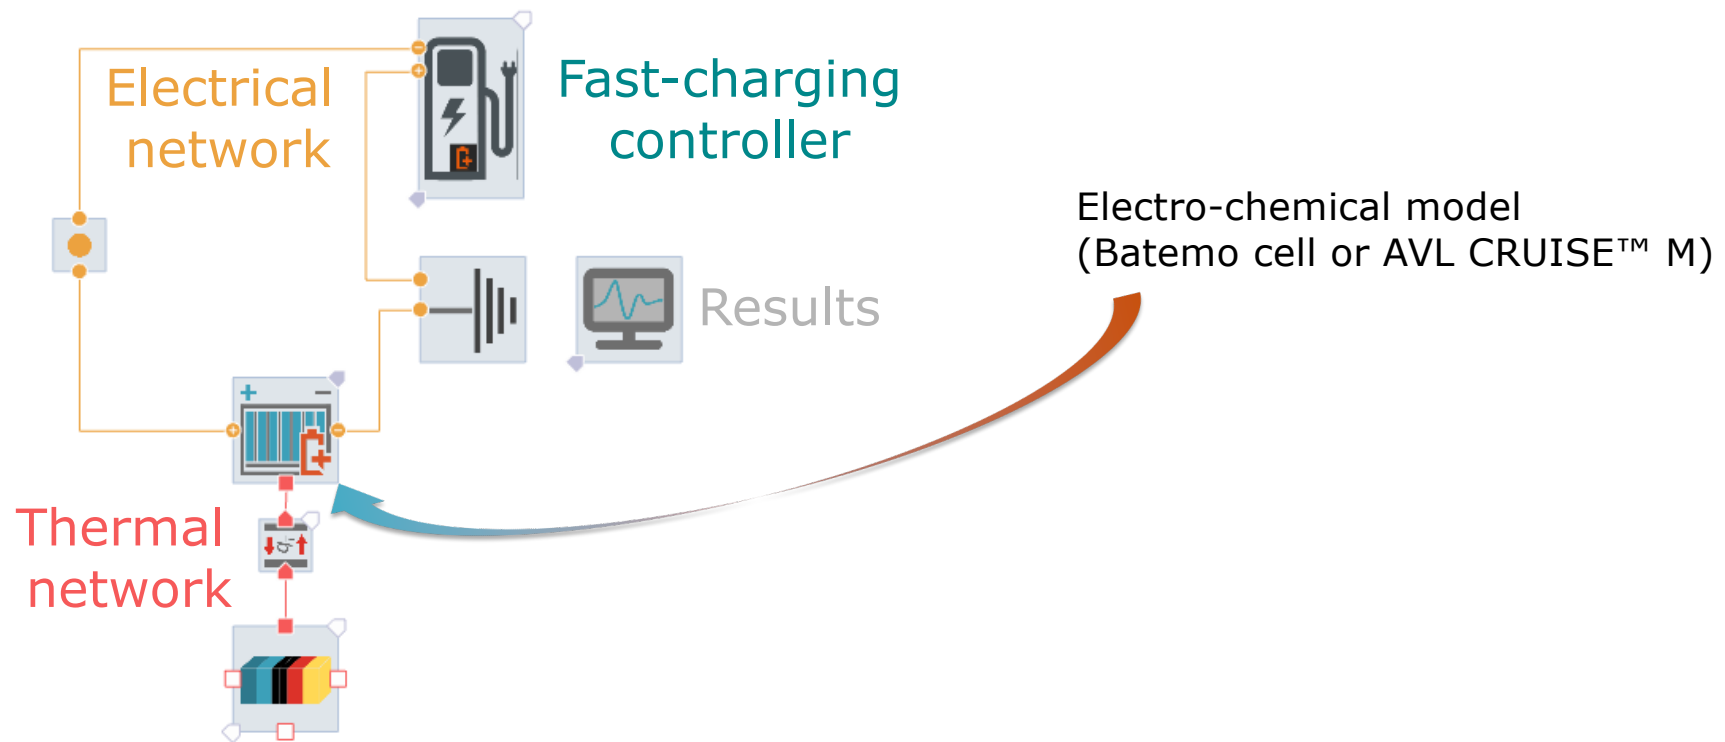 Electrical
network
Fast-charging
controller
Electro-chemical model
(Batemo cell or AVL CRUISE™ M)
Results
Thermal
network